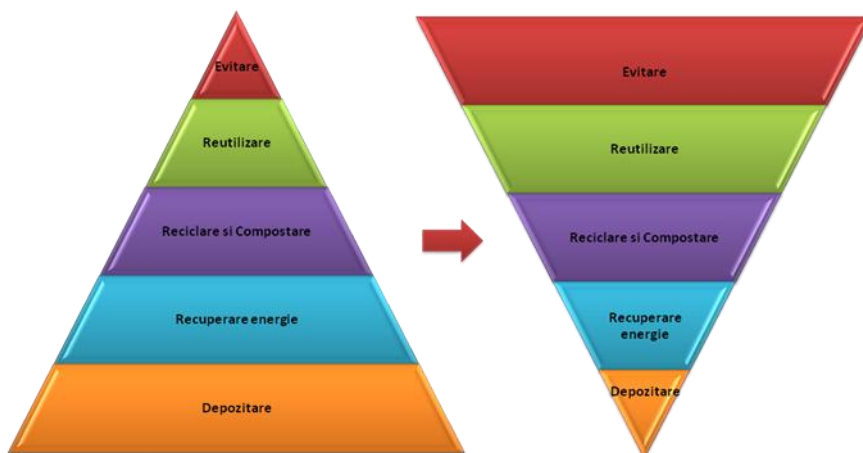 Evitare
Reutilizare
Reciclare si Compostare
Recuperare energie
Depozitare
Evitare
Reutilizare
Reciclare si Compostare
Recuperare
energie
Depozitare